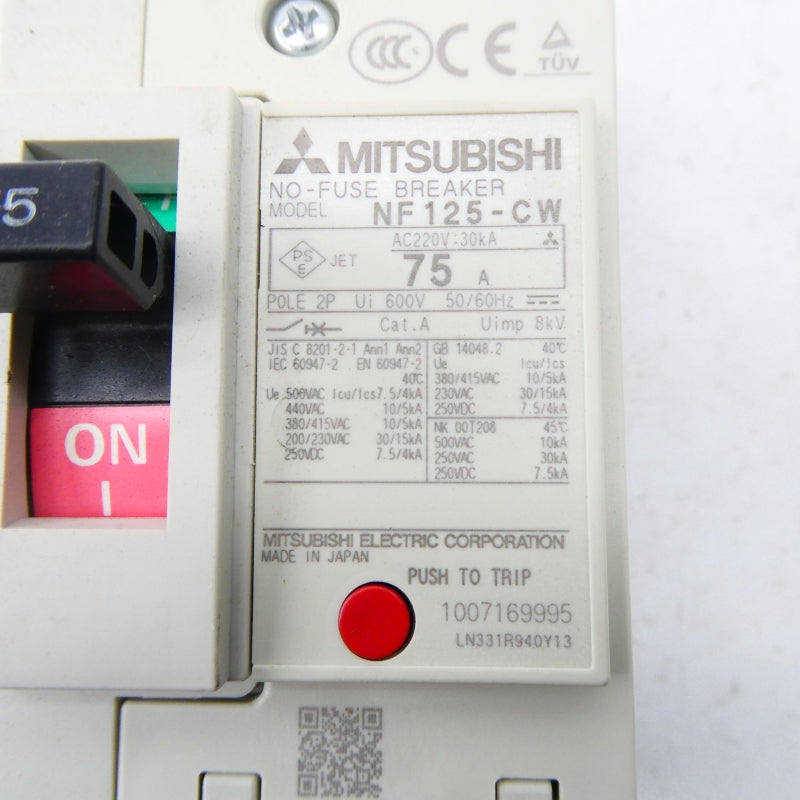 CCC CE TÜV
MITSUBISHI
NO-FUSE BREAKER
MODEL NF125-CW
AC220V:30kA
PS E JET 75 A
POLE 2P Ui 600V 50/60Hz
Cat.A Uimp 8kV
JIS C 8201-2-1 Ann1 Ann2
IEC 60947-2 EN 60947-2
40℃
Ue 500VAC Icu/Ics 7.5/4kA
440VAC 10/5kA
380/415VAC 10/5kA
200/230VAC 30/15kA
250VDC 7.5/4kA
GB 14048.2 40℃
Ue Icu/Ics
380/415VAC 10/5kA
230VAC 30/15kA
250VDC 7.5/4kA
NK 00T208 45℃
500VAC 10kA
250VAC 30kA
250VDC 7.5kA
MITSUBISHI ELECTRIC CORPORATION
MADE IN JAPAN
PUSH TO TRIP
1007169995
LN331R940Y13
5
ON
I